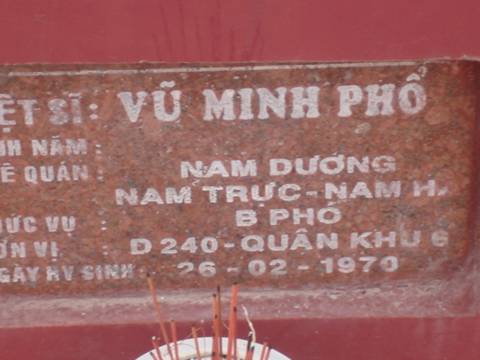 ỆT SĨ: VŨ MINH PHỔ
NH NĂM :
Ê QUÁN : NAM DƯƠNG
NAM TRỰC - NAM H
ỨC VỤ : B PHÓ
ƠN VỊ : D 240 - QUÂN KHU 6
GÀY HY SINH : 26 - 02 - 1970